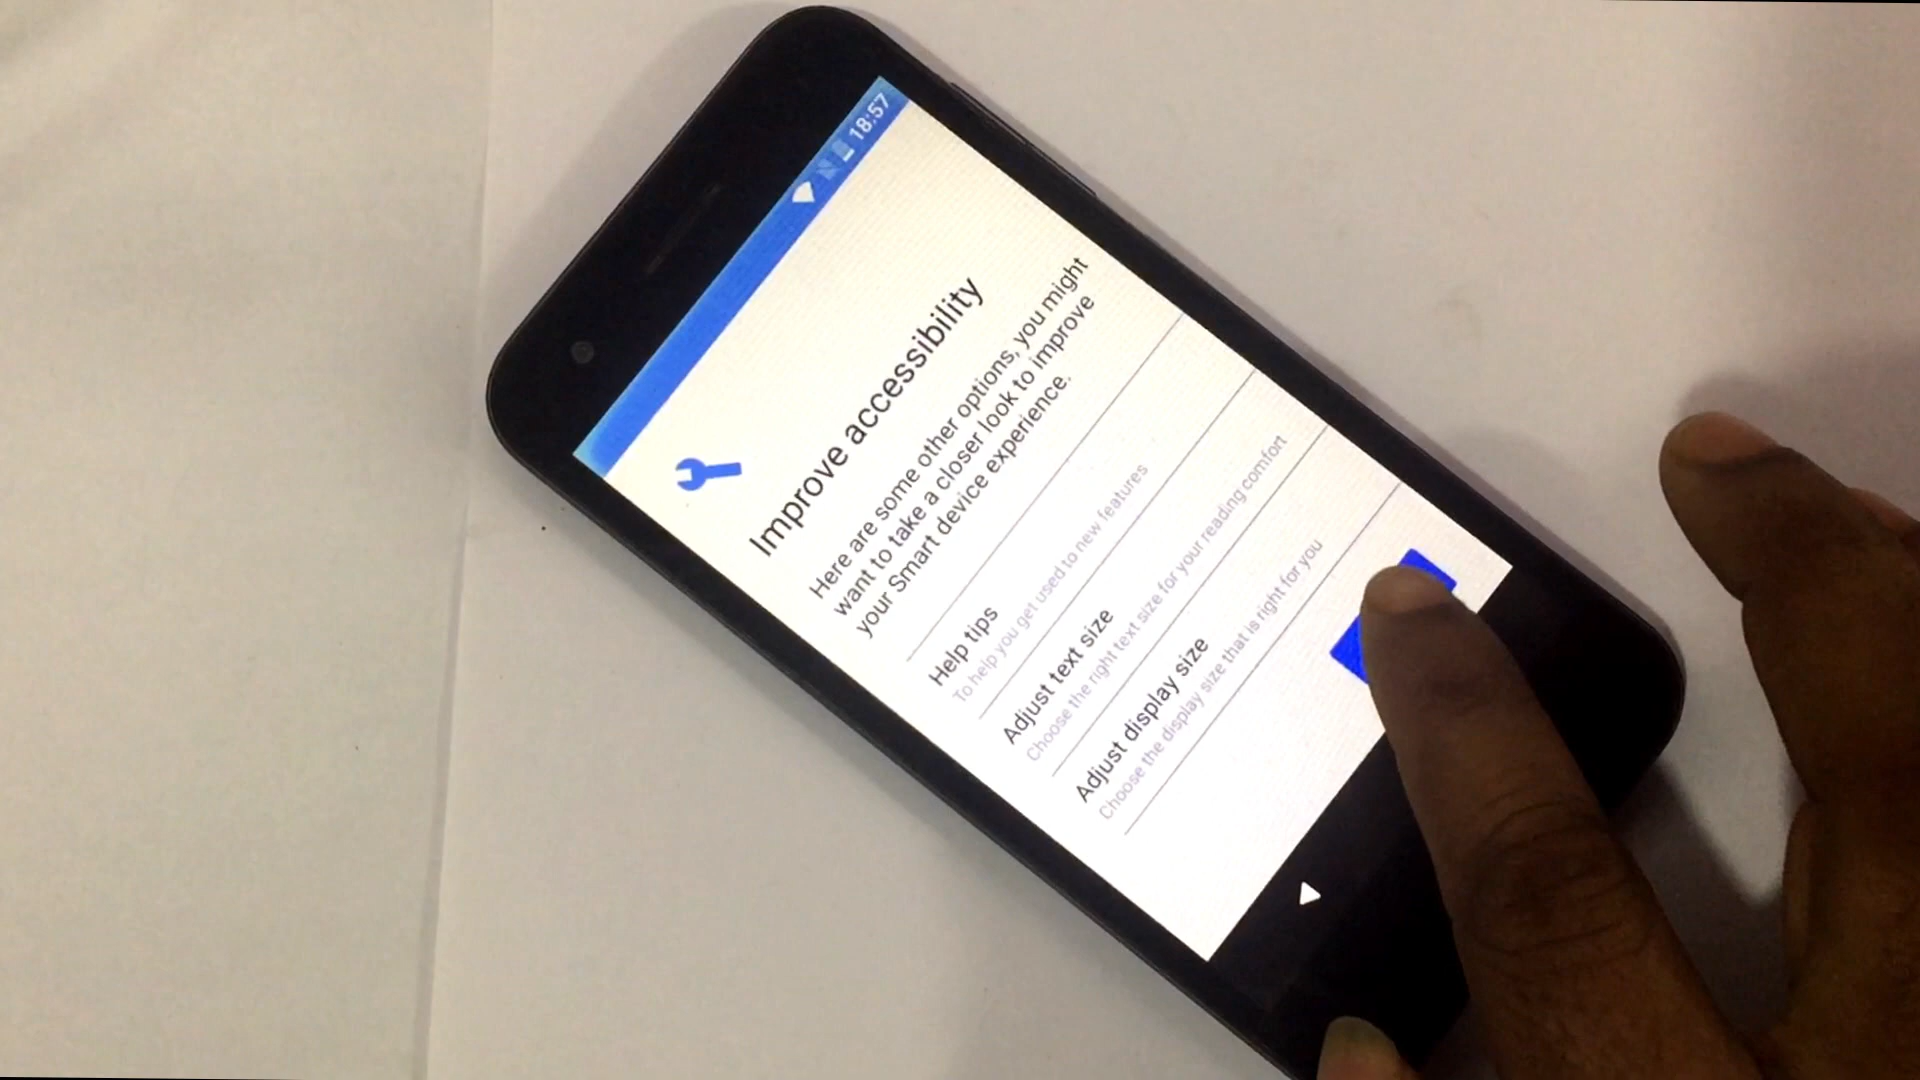 18:57
Improve accessibility
Here are some other options, you might
want to take a closer look to improve
your Smart device experience.
Help tips
To help you get used to new features
Adjust text size
Choose the right text size for your reading comfort
Adjust display size
Choose the display size that is right for you